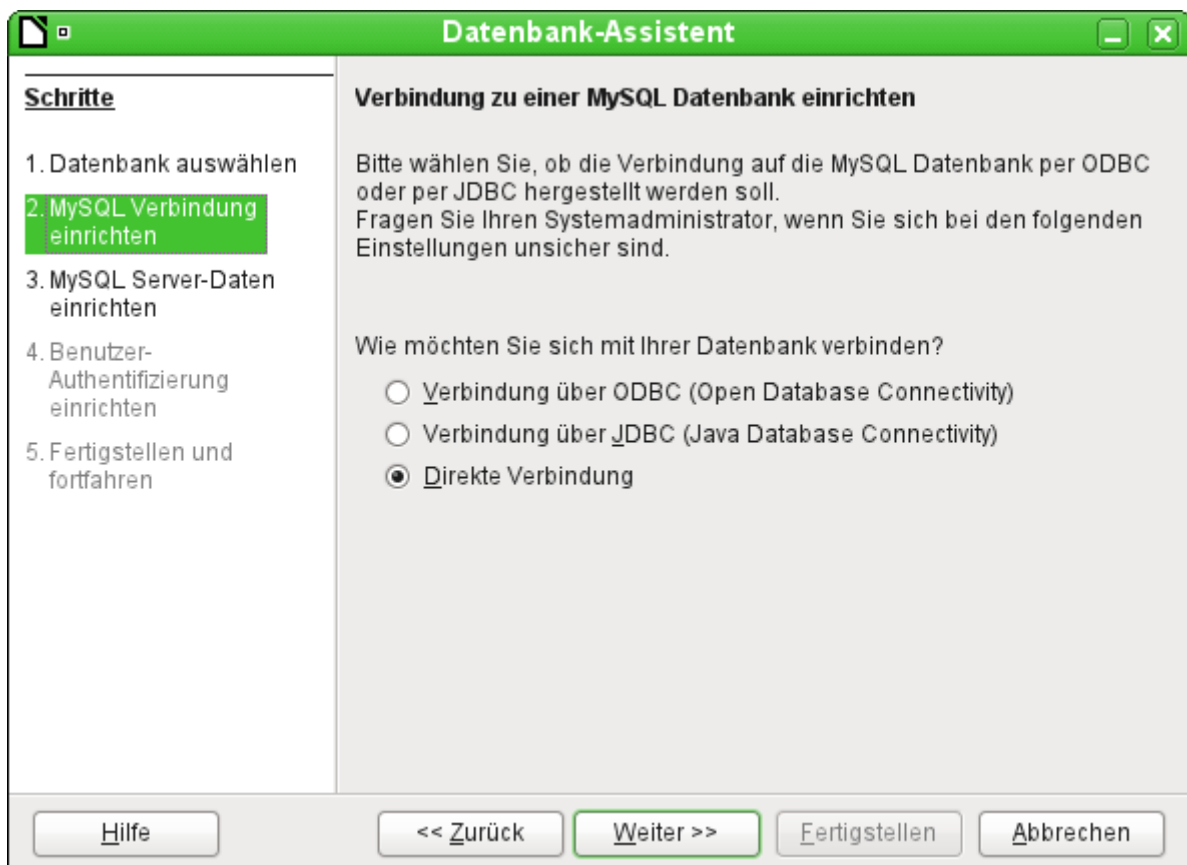 Datenbank-Assistent
Schritte
1. Datenbank auswählen
2. MySQL Verbindung
einrichten
3. MySQL Server-Daten
einrichten
4. Benutzer-
Authentifizierung
einrichten
5. Fertigstellen und
fortfahren
Verbindung zu einer MySQL Datenbank einrichten
Bitte wählen Sie, ob die Verbindung auf die MySQL Datenbank per ODBC
oder per JDBC hergestellt werden soll.
Fragen Sie Ihren Systemadministrator, wenn Sie sich bei den folgenden
Einstellungen unsicher sind.
Wie möchten Sie sich mit Ihrer Datenbank verbinden?
Verbindung über ODBC (Open Database Connectivity)
Verbindung über JDBC (Java Database Connectivity)
Direkte Verbindung
Hilfe
<< Zurück
Weiter >>
Fertigstellen
Abbrechen